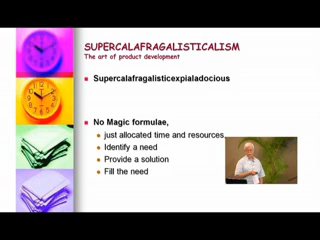 SUPERCALAFRAGALISTICALISM
The art of product development
Supercalafragalisticexpialadocious
No Magic formulae,
just allocated time and resources
Identify a need
Provide a solution
Fill the need